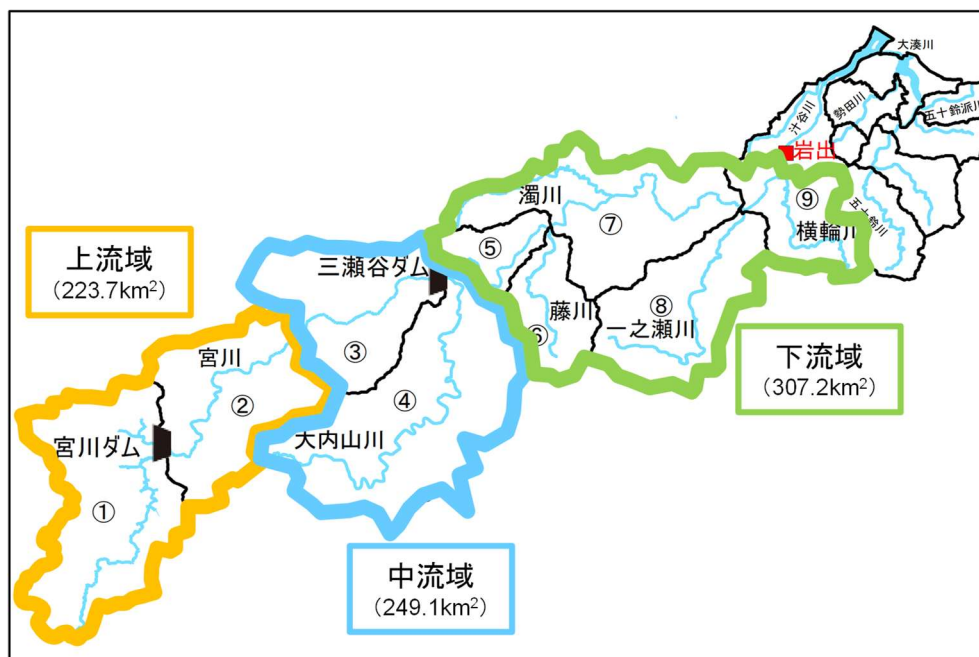 大湊川
汁谷川
勢田川
五十鈴派川
岩出
濁川
⑨
⑦
五十鈴川
横輪川
⑤
上流域
(223.7km²)
三瀬谷ダム
藤川
⑧
⑥
一之瀬川
下流域
(307.2km²)
宮川
③
②
④
宮川ダム
大内山川
①
中流域
(249.1km²)